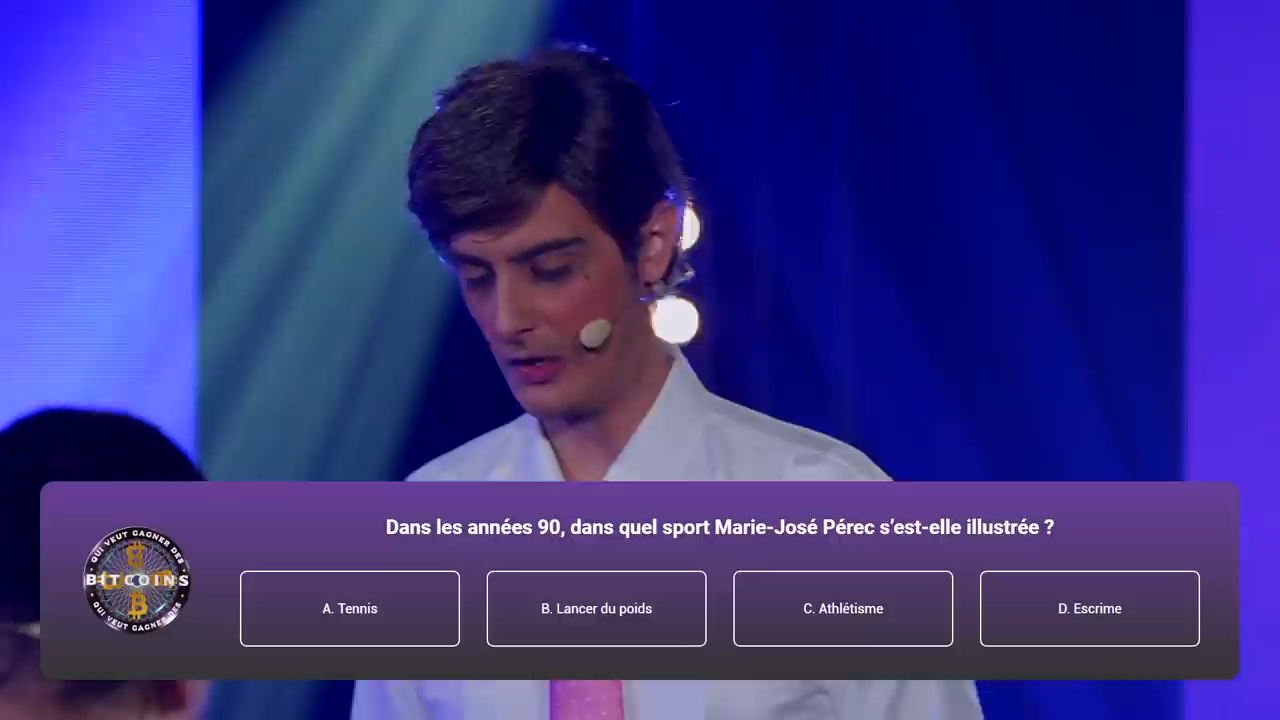 Dans les années 90, dans quel sport Marie-José Pérec s’est-elle illustrée ?
QUI VEUT GAGNER DES
BITCOINS
QUI VEUT GAGNER DES
A. Tennis
B. Lancer du poids
C. Athlétisme
D. Escrime